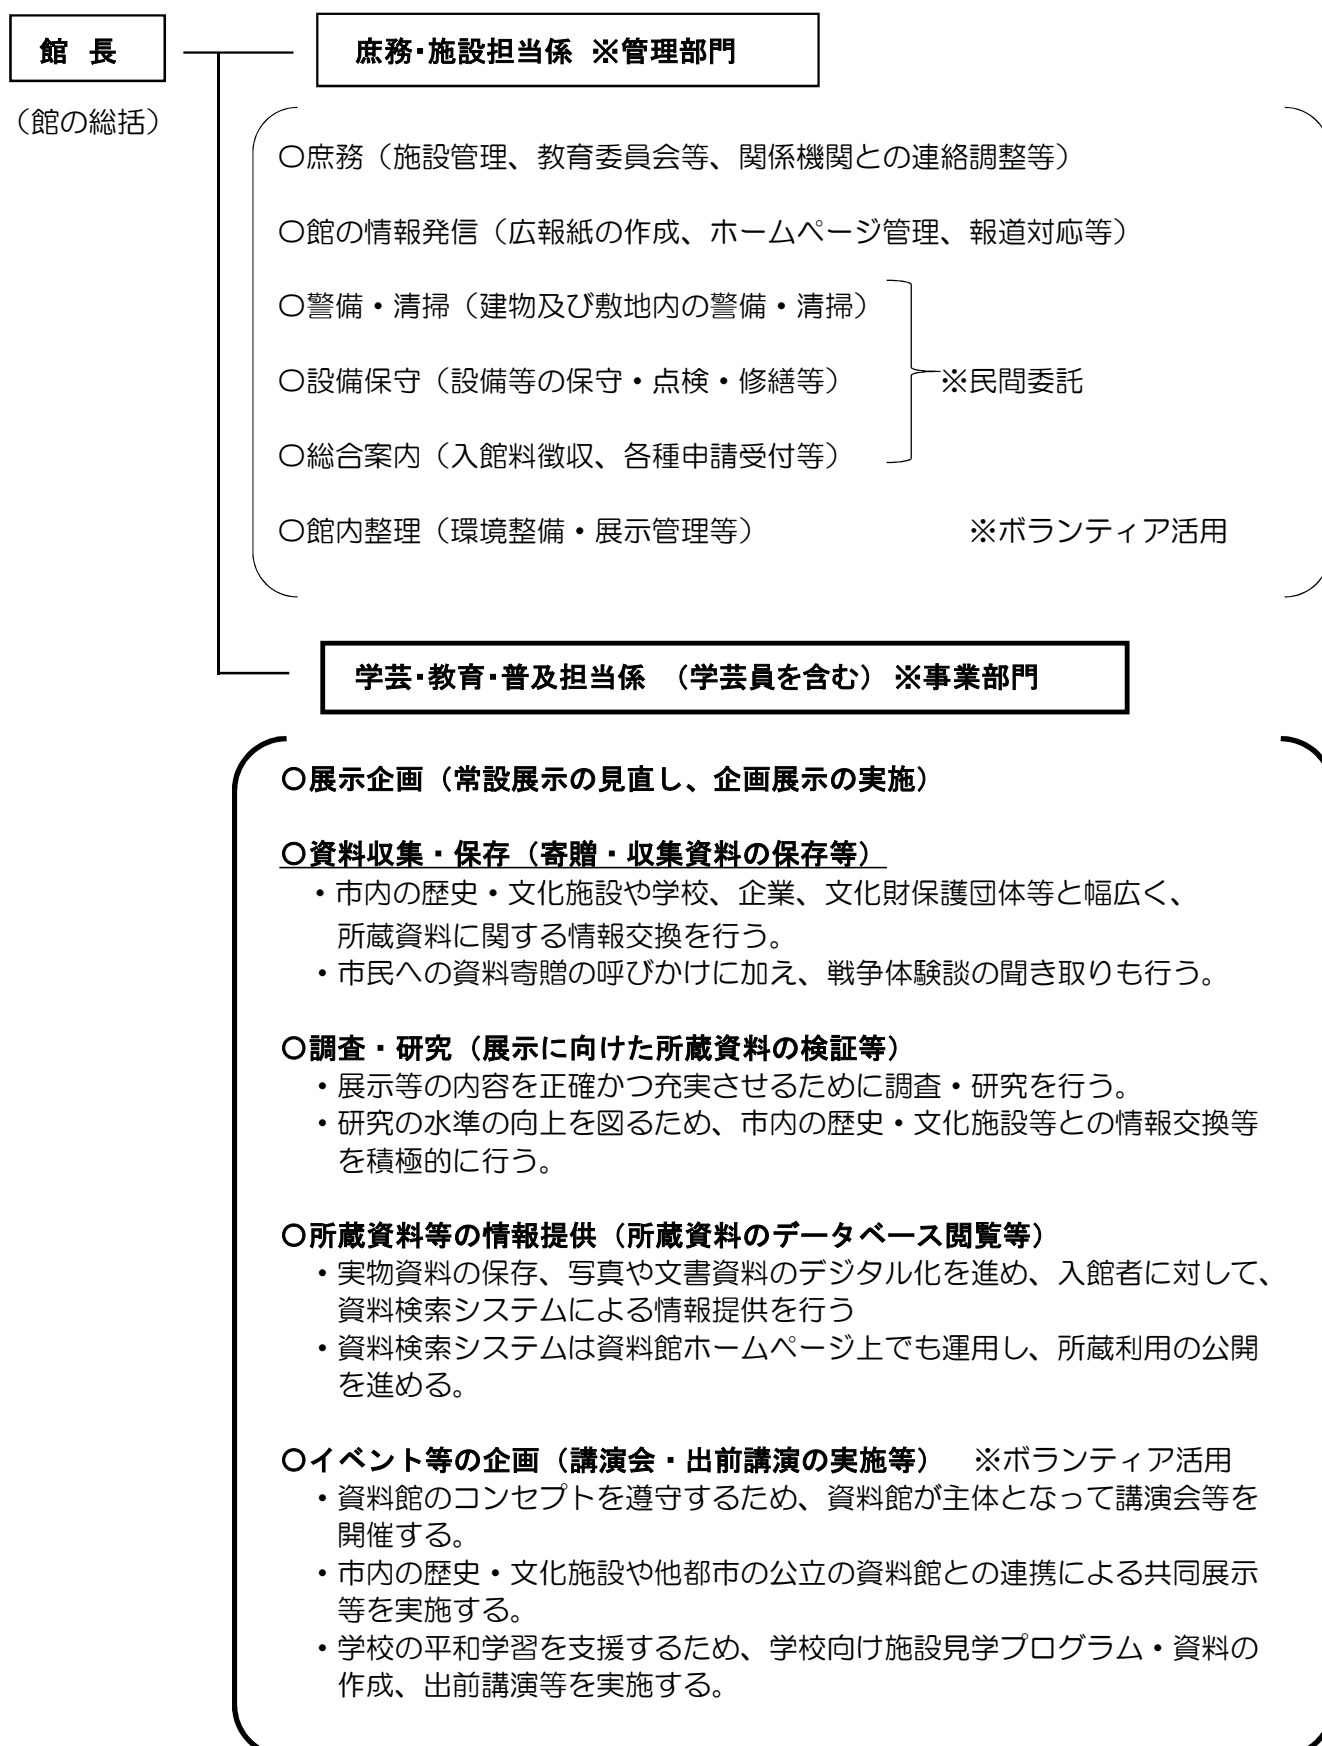 館 長
庶務・施設担当係 ※管理部門
（館の総括）
〇庶務（施設管理、教育委員会等、関係機関との連絡調整等）
〇館の情報発信（広報紙の作成、ホームページ管理、報道対応等）
〇警備・清掃（建物及び敷地内の警備・清掃）
〇設備保守（設備等の保守・点検・修繕等）
※民間委託
〇総合案内（入館料徴収、各種申請受付等）
〇館内整理（環境整備・展示管理等） ※ボランティア活用
学芸・教育・普及担当係 （学芸員を含む）※事業部門
〇展示企画（常設展示の見直し、企画展示の実施）
〇資料収集・保存（寄贈・収集資料の保存等）
・市内の歴史・文化施設や学校、企業、文化財保護団体等と幅広く、
所蔵資料に関する情報交換を行う。
・市民への資料寄贈の呼びかけに加え、戦争体験談の聞き取りも行う。
〇調査・研究（展示に向けた所蔵資料の検証等）
・展示等の内容を正確かつ充実させるために調査・研究を行う。
・研究の水準の向上を図るため、市内の歴史・文化施設等との情報交換等
を積極的に行う。
〇所蔵資料等の情報提供（所蔵資料のデータベース閲覧等）
・実物資料の保存、写真や文書資料のデジタル化を進め、入館者に対して、
資料検索システムによる情報提供を行う
・資料検索システムは資料館ホームページ上でも運用し、所蔵利用の公開
を進める。
〇イベント等の企画（講演会・出前講演の実施等） ※ボランティア活用
・資料館のコンセプトを遵守するため、資料館が主体となって講演会等を
開催する。
・市内の歴史・文化施設や他都市の公立の資料館との連携による共同展示
等を実施する。
・学校の平和学習を支援するため、学校向け施設見学プログラム・資料の
作成、出前講演等を実施する。